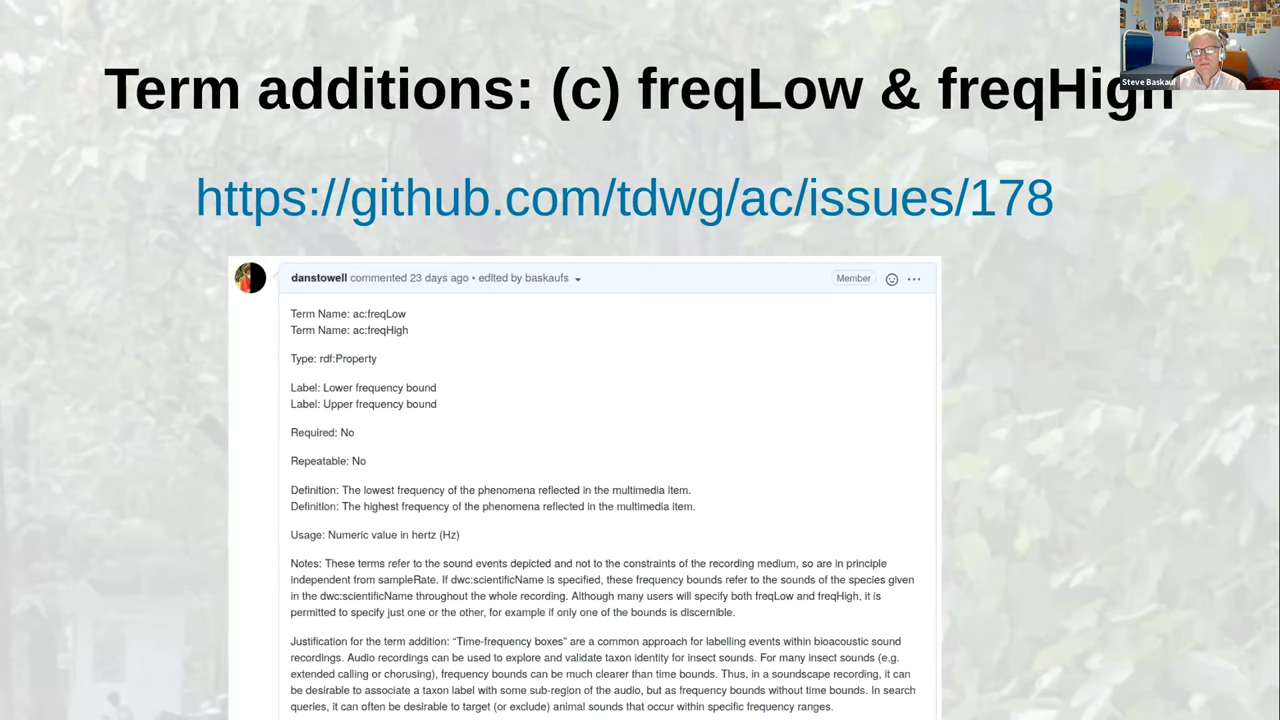 Term additions: (c) freqLow & freqHigh
Steve Baskauf
https://github.com/tdwg/ac/issues/178
danstowell commented 23 days ago • edited by baskaufs
Member
Term Name: ac:freqLow
Term Name: ac:freqHigh
Type: rdf:Property
Label: Lower frequency bound
Label: Upper frequency bound
Required: No
Repeatable: No
Definition: The lowest frequency of the phenomena reflected in the multimedia item.
Definition: The highest frequency of the phenomena reflected in the multimedia item.
Usage: Numeric value in hertz (Hz)
Notes: These terms refer to the sound events depicted and not to the constraints of the recording medium, so are in principle
independent from sampleRate. If dwc:scientificName is specified, these frequency bounds refer to the sounds of the species given
in the dwc:scientificName throughout the whole recording. Although many users will specify both freqLow and freqHigh, it is
permitted to specify just one or the other, for example if only one of the bounds is discernible.
Justification for the term addition: “Time-frequency boxes” are a common approach for labelling events within bioacoustic sound
recordings. Audio recordings can be used to explore and validate taxon identity for insect sounds. For many insect sounds (e.g.
extended calling or chorusing), frequency bounds can be much clearer than time bounds. Thus, in a soundscape recording, it can
be desirable to associate a taxon label with some sub-region of the audio, but as frequency bounds without time bounds. In search
queries, it can often be desirable to target (or exclude) animal sounds that occur within specific frequency ranges.